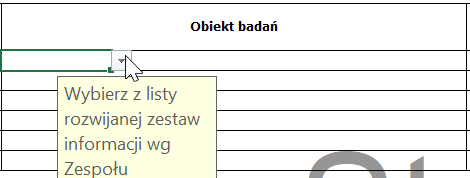 Obiekt badań
Wybierz z listy
rozwijanej zestaw
informacji wg
Zespołu